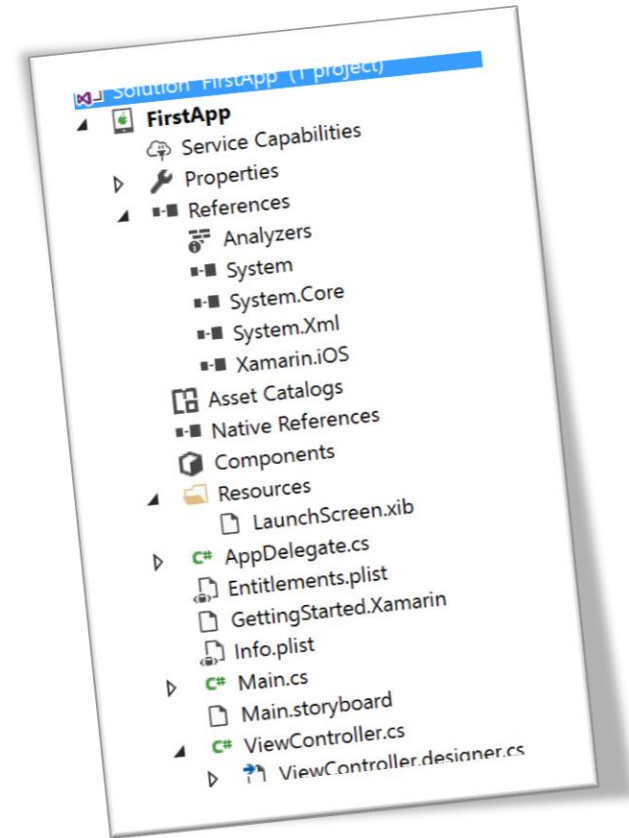 Solution 'FirstApp' (1 project)
FirstApp
Service Capabilities
Properties
References
Analyzers
System
System.Core
System.Xml
Xamarin.iOS
Asset Catalogs
Native References
Components
Resources
LaunchScreen.xib
C# AppDelegate.cs
Entitlements.plist
GettingStarted.Xamarin
Info.plist
C# Main.cs
Main.storyboard
C# ViewController.cs
ViewController.designer.cs